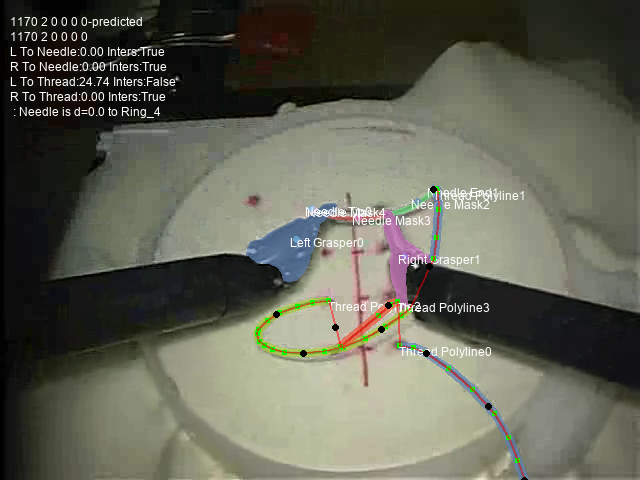 1170 2 0 0 0 0-predicted
1170 2 0 0 0 0
L To Needle:0.00 Inters:True
R To Needle:0.00 Inters:True
L To Thread:24.74 Inters:False
R To Thread:0.00 Inters:True
: Needle is d=0.0 to Ring_4
Needle End1
Thread Polyline1
Needle Mask2
Needle Mask4
Needle Mask3
Left Grasper0
Right Grasper1
Thread Polyline3
Thread Polyline0